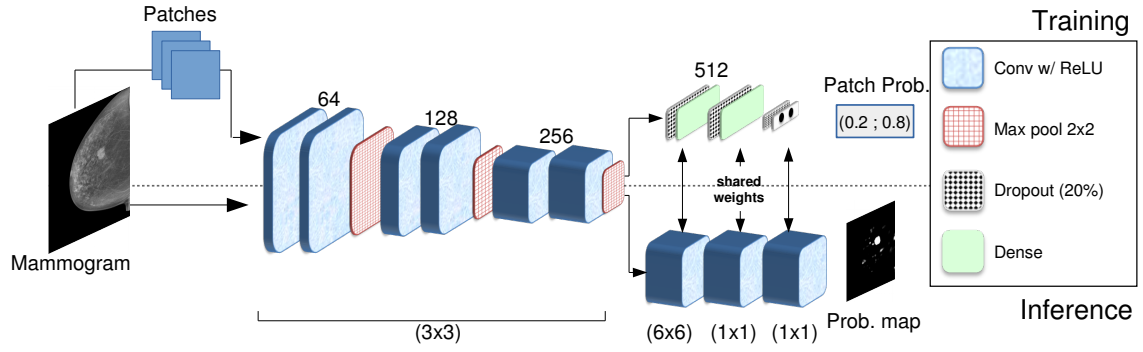 Patches
Training
64
128
256
512
Patch Prob.
(0.2 ; 0.8)
Conv w/ ReLU
Max pool 2x2
Dropout (20%)
Dense
shared
weights
Mammogram
(3x3)
(6x6)
(1x1)
(1x1)
Prob. map
Inference